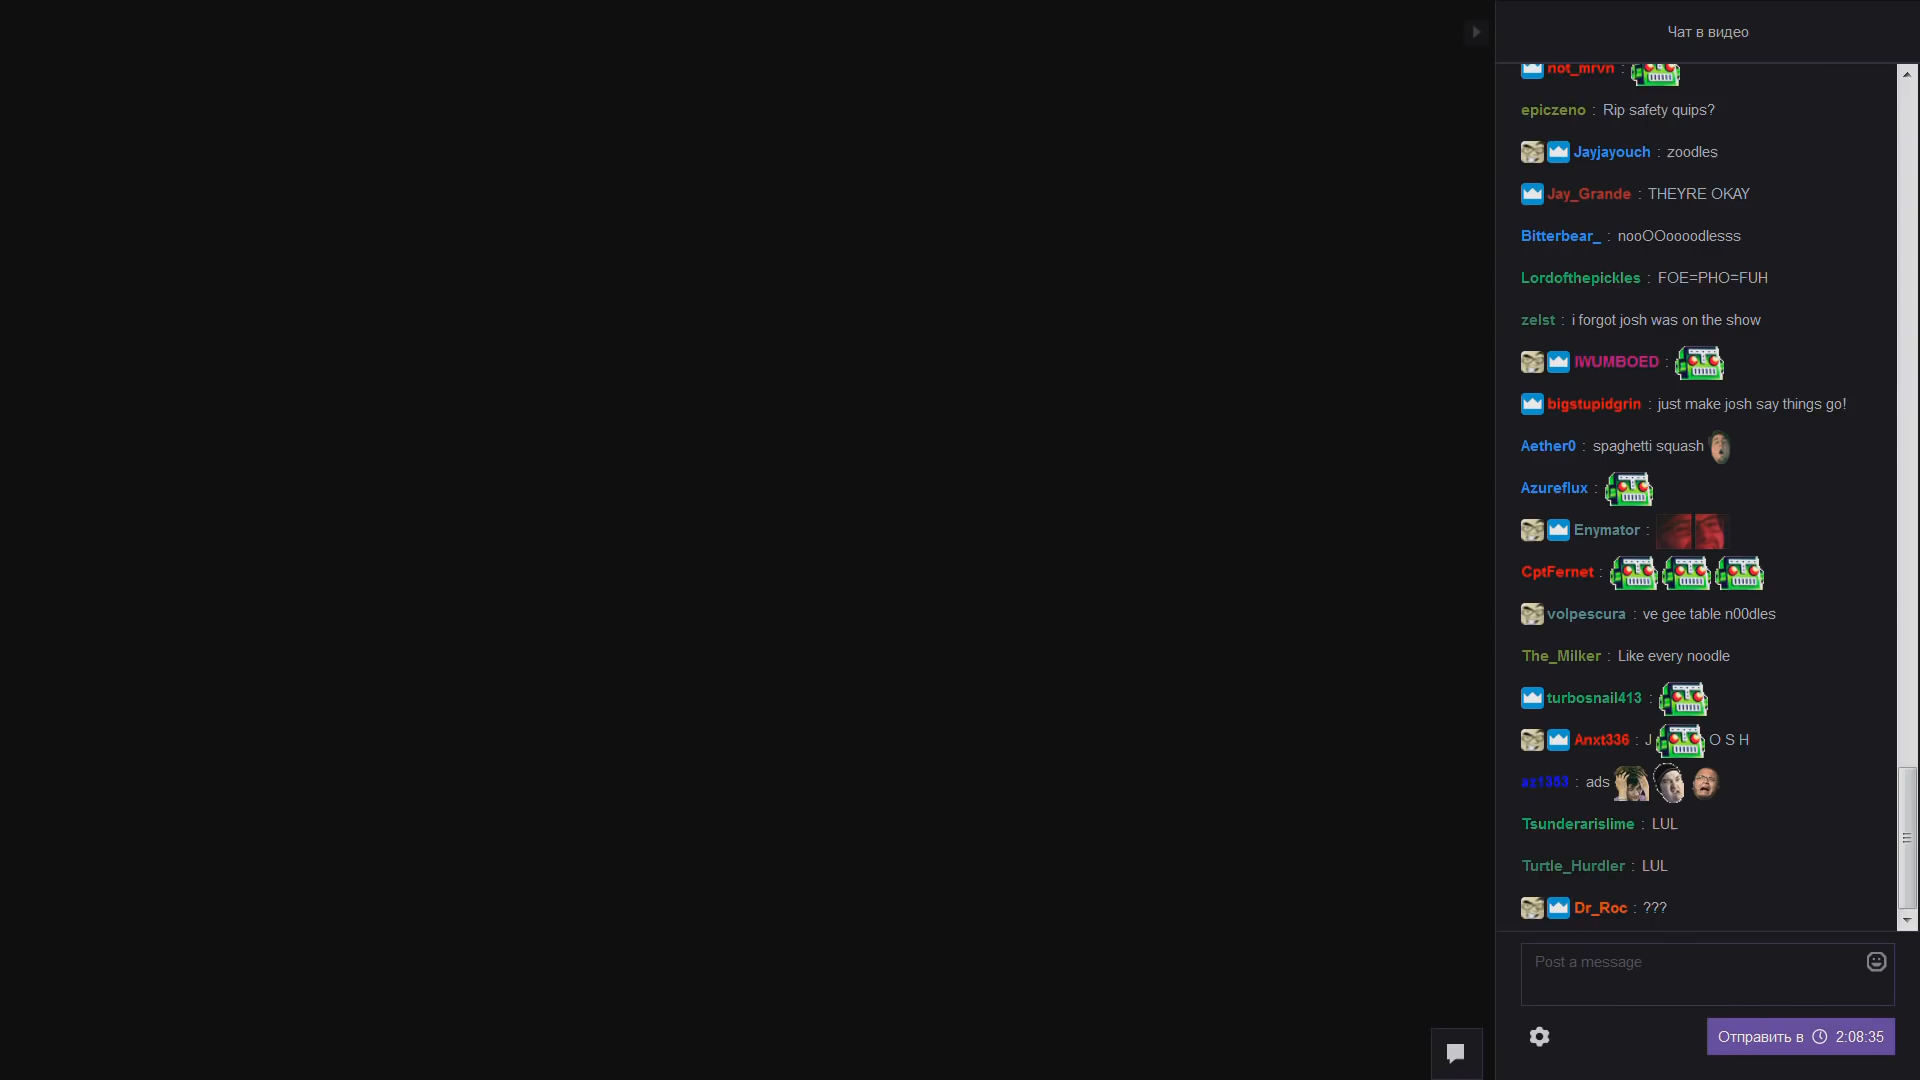 Чат в видео
not_mrvn :
epiczeno : Rip safety quips?
Jayjayouch : zoodles
Jay_Grande : THEYRE OKAY
Bitterbear_ : nooOOoooodlesss
Lordofthepickles : FOE=PHO=FUH
zelst : i forgot josh was on the show
IWUMBOED :
bigstupidgrin : just make josh say things go!
Aether0 : spaghetti squash
Azureflux :
Enymator :
CptFernet :
volpescura : ve gee table n00dles
The_Milker : Like every noodle
turbosnail413 :
Anxt336 : J O S H
az1383 : ads
Tsunderarislime : LUL
Turtle_Hurdler : LUL
Dr_Roc : ???
Post a message
Отправить в 2:08:35